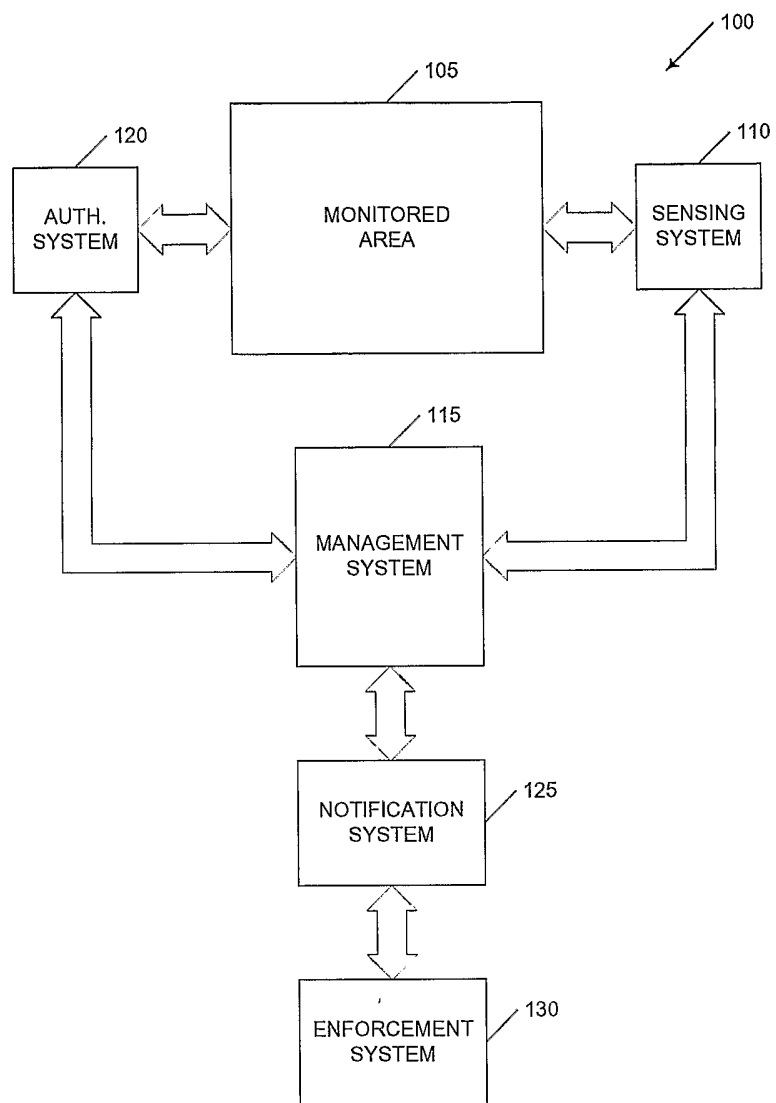 100
105
120
110
AUTH.
SYSTEM
MONITORED
AREA
SENSING
SYSTEM
115
MANAGEMENT
SYSTEM
125
NOTIFICATION
SYSTEM
130
ENFORCEMENT
SYSTEM